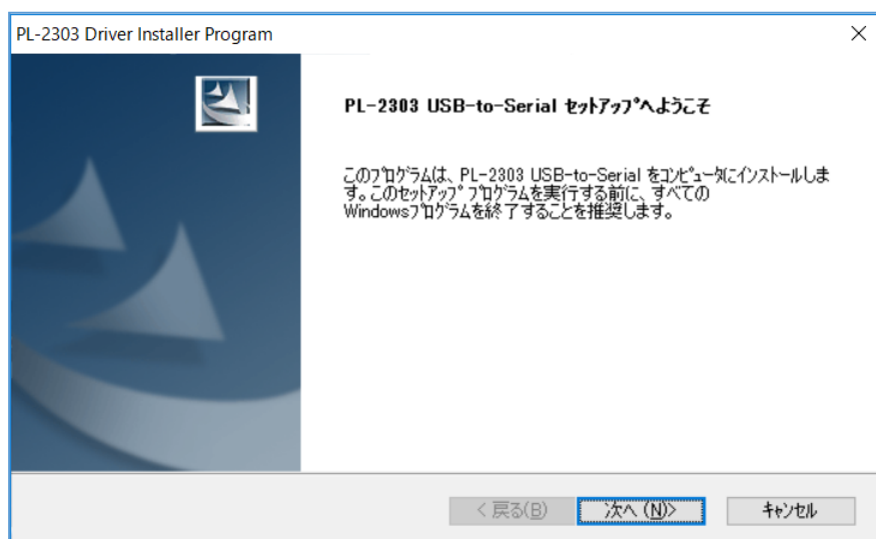 PL-2303 Driver Installer Program
PL-2303 USB-to-Serial ｾｯﾄｱｯﾌﾟへようこそ
このﾌﾟﾛｸﾞﾗﾑは、PL-2303 USB-to-Serial をｺﾝﾋﾟｭｰﾀにｲﾝｽﾄｰﾙしま
す。このｾｯﾄｱｯﾌﾟ ﾌﾟﾛｸﾞﾗﾑを実行する前に、すべての
Windowsﾌﾟﾛｸﾞﾗﾑを終了することを推奨します。
< 戻る(B)
次へ (N)>
ｷｬﾝｾﾙ